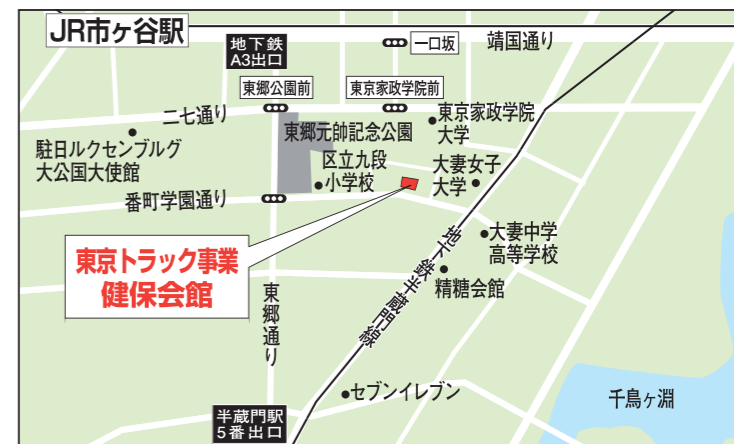 JR市ヶ谷駅
地下鉄
A3出口
一口坂
靖国通り
東郷公園前
東京家政学院前
二七通り
東京家政学院
大学
東郷元帥記念公園
駐日ルクセンブルグ
大公国大使館
区立九段
小学校
大妻女子
大学
番町学園通り
東京トラック事業
健保会館
大妻中学
高等学校
地下鉄半蔵門線
精糖会館
東郷通り
セブンイレブン
千鳥ヶ淵
半蔵門駅
5番出口